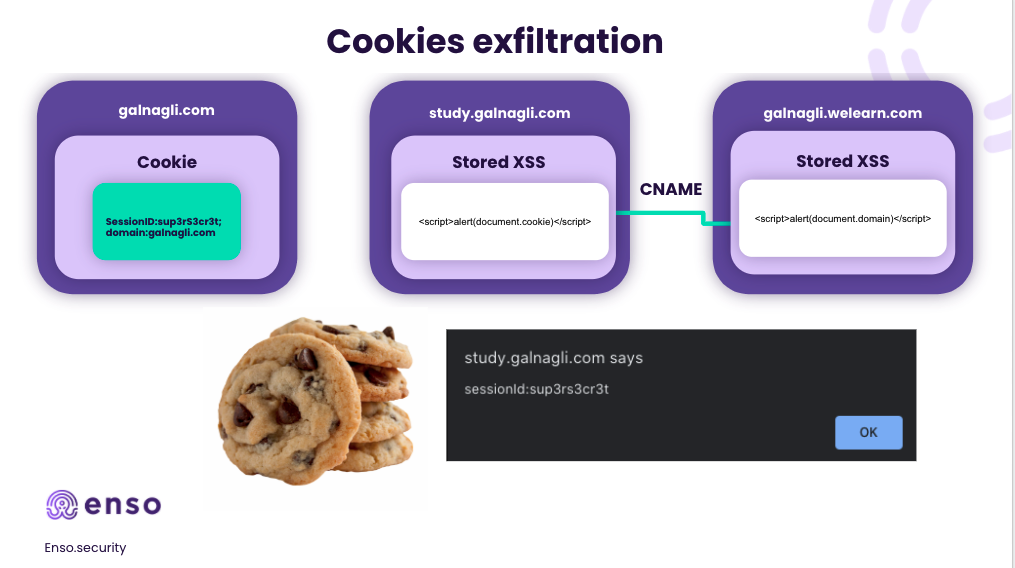 Cookies exfiltration
galnagli.com
Cookie
SessionID:sup3rS3cr3t;
domain:galnagli.com
study.galnagli.com
Stored XSS
<script>alert(document.cookie)</script>
CNAME
galnagli.welearn.com
Stored XSS
<script>alert(document.domain)</script>
study.galnagli.com says
sessionId:sup3rs3cr3t
OK
enso
Enso.security